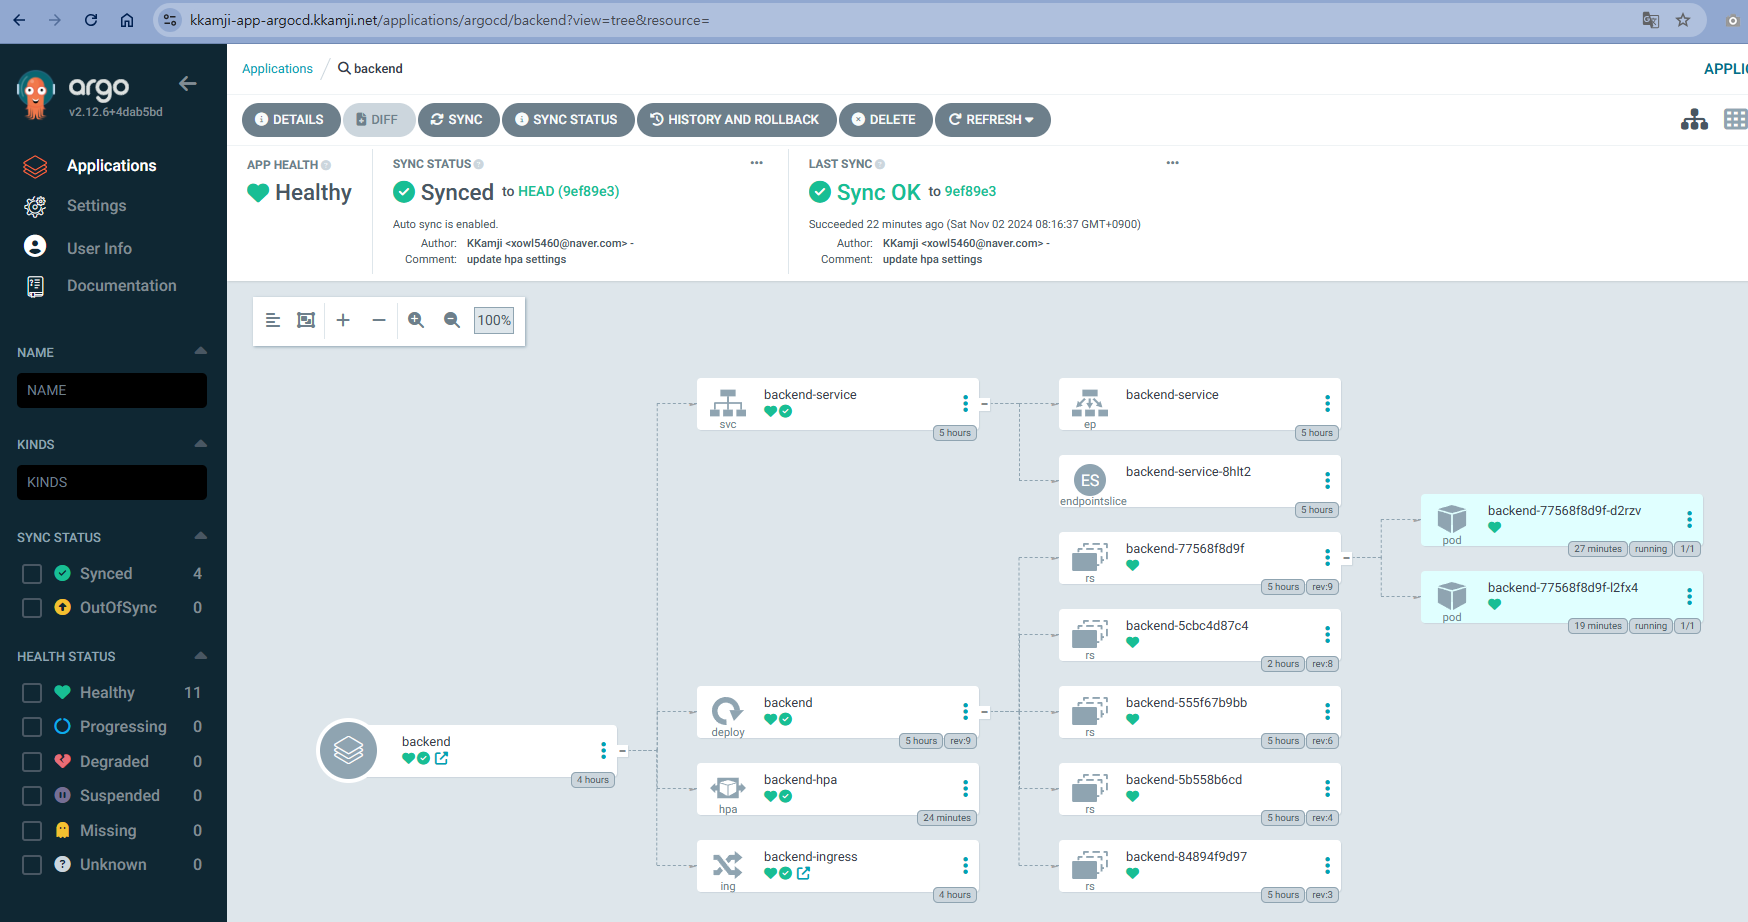 kkamji-app-argocd.kkamji.net/applications/argocd/backend?view=tree&resource=
argo
v2.12.6+4dab5bd
Applications
Settings
User Info
Documentation
NAME
NAME
KINDS
KINDS
SYNC STATUS
Synced 4
OutOfSync 0
HEALTH STATUS
Healthy 11
Progressing 0
Degraded 0
Suspended 0
Missing 0
Unknown 0
Applications / backend
APPLIC
DETAILS DIFF SYNC SYNC STATUS HISTORY AND ROLLBACK DELETE REFRESH
APP HEALTH
Healthy
SYNC STATUS
Synced to HEAD (9ef89e3)
Auto sync is enabled.
Author: KKamji <xowl5460@naver.com> -
Comment: update hpa settings
LAST SYNC
Sync OK to 9ef89e3
Succeeded 22 minutes ago (Sat Nov 02 2024 08:16:37 GMT+0900)
Author: KKamji <xowl5460@naver.com> -
Comment: update hpa settings
100%
backend
4 hours
backend-service
svc
5 hours
backend
deploy
5 hours rev:9
backend-hpa
hpa
24 minutes
backend-ingress
ing
4 hours
backend-service
ep
5 hours
ES
backend-service-8hlt2
endpointslice
5 hours
backend-77568f8d9f
rs
5 hours rev:9
backend-5cbc4d87c4
rs
2 hours rev:8
backend-555f67b9bb
rs
5 hours rev:6
backend-5b558b6cd
rs
5 hours rev:4
backend-84894f9d97
rs
5 hours rev:3
backend-77568f8d9f-d2rzv
pod
27 minutes running 1/1
backend-77568f8d9f-l2fx4
pod
19 minutes running 1/1